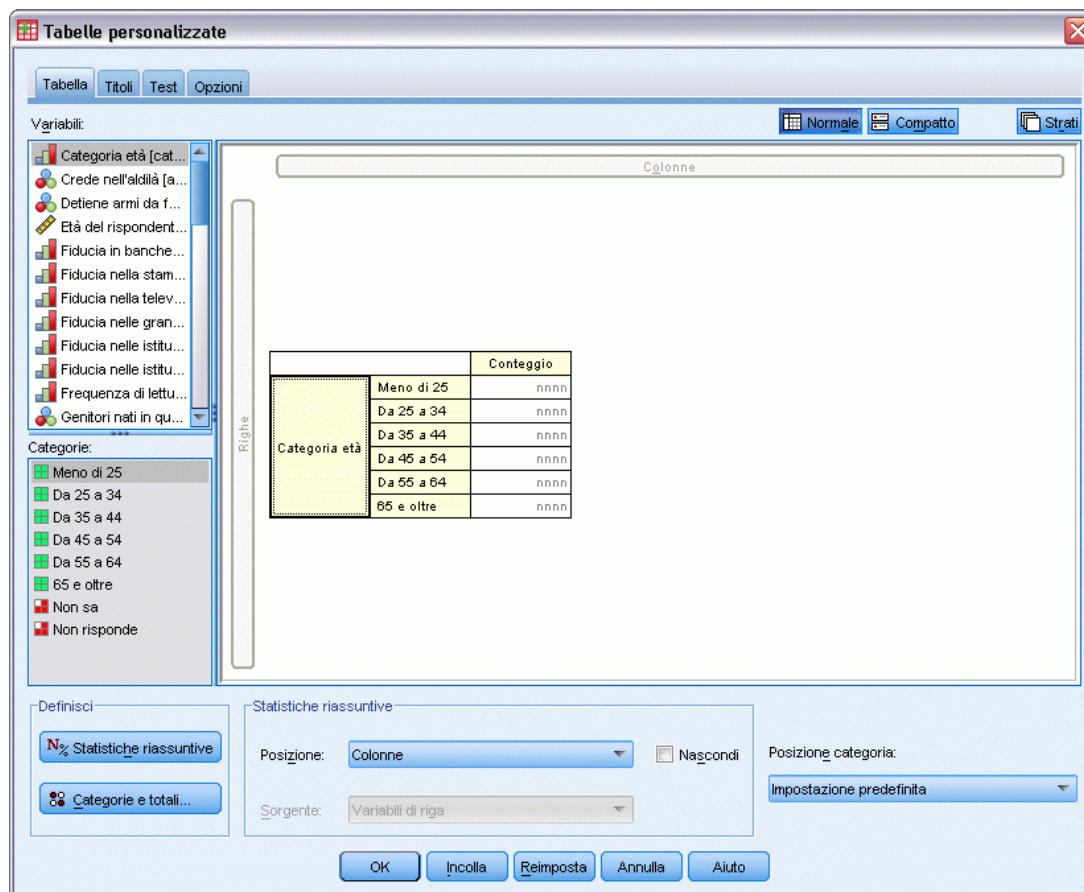 Tabelle personalizzate
Tabella Titoli Test Opzioni
Variabili:
Normale Compatto Strati
Categoria età [cat...
Crede nell'aldilà [a...
Detiene armi da f...
Età del rispondent...
Fiducia in banche...
Fiducia nella stam...
Fiducia nella telev...
Fiducia nelle gran...
Fiducia nelle istitu...
Fiducia nelle istitu...
Frequenza di lettu...
Genitori nati in qu...
Categorie:
Meno di 25
Da 25 a 34
Da 35 a 44
Da 45 a 54
Da 55 a 64
65 e oltre
Non sa
Non risponde
Colonne
Righe
Conteggio
Categoria età
Meno di 25 nnnn
Da 25 a 34 nnnn
Da 35 a 44 nnnn
Da 45 a 54 nnnn
Da 55 a 64 nnnn
65 e oltre nnnn
Definisci
N% Statistiche riassuntive
Categorie e totali...
Statistiche riassuntive
Posizione: Colonne Nascondi
Sorgente: Variabili di riga
Posizione categoria:
Impostazione predefinita
OK Incolla Reimposta Annulla Aiuto